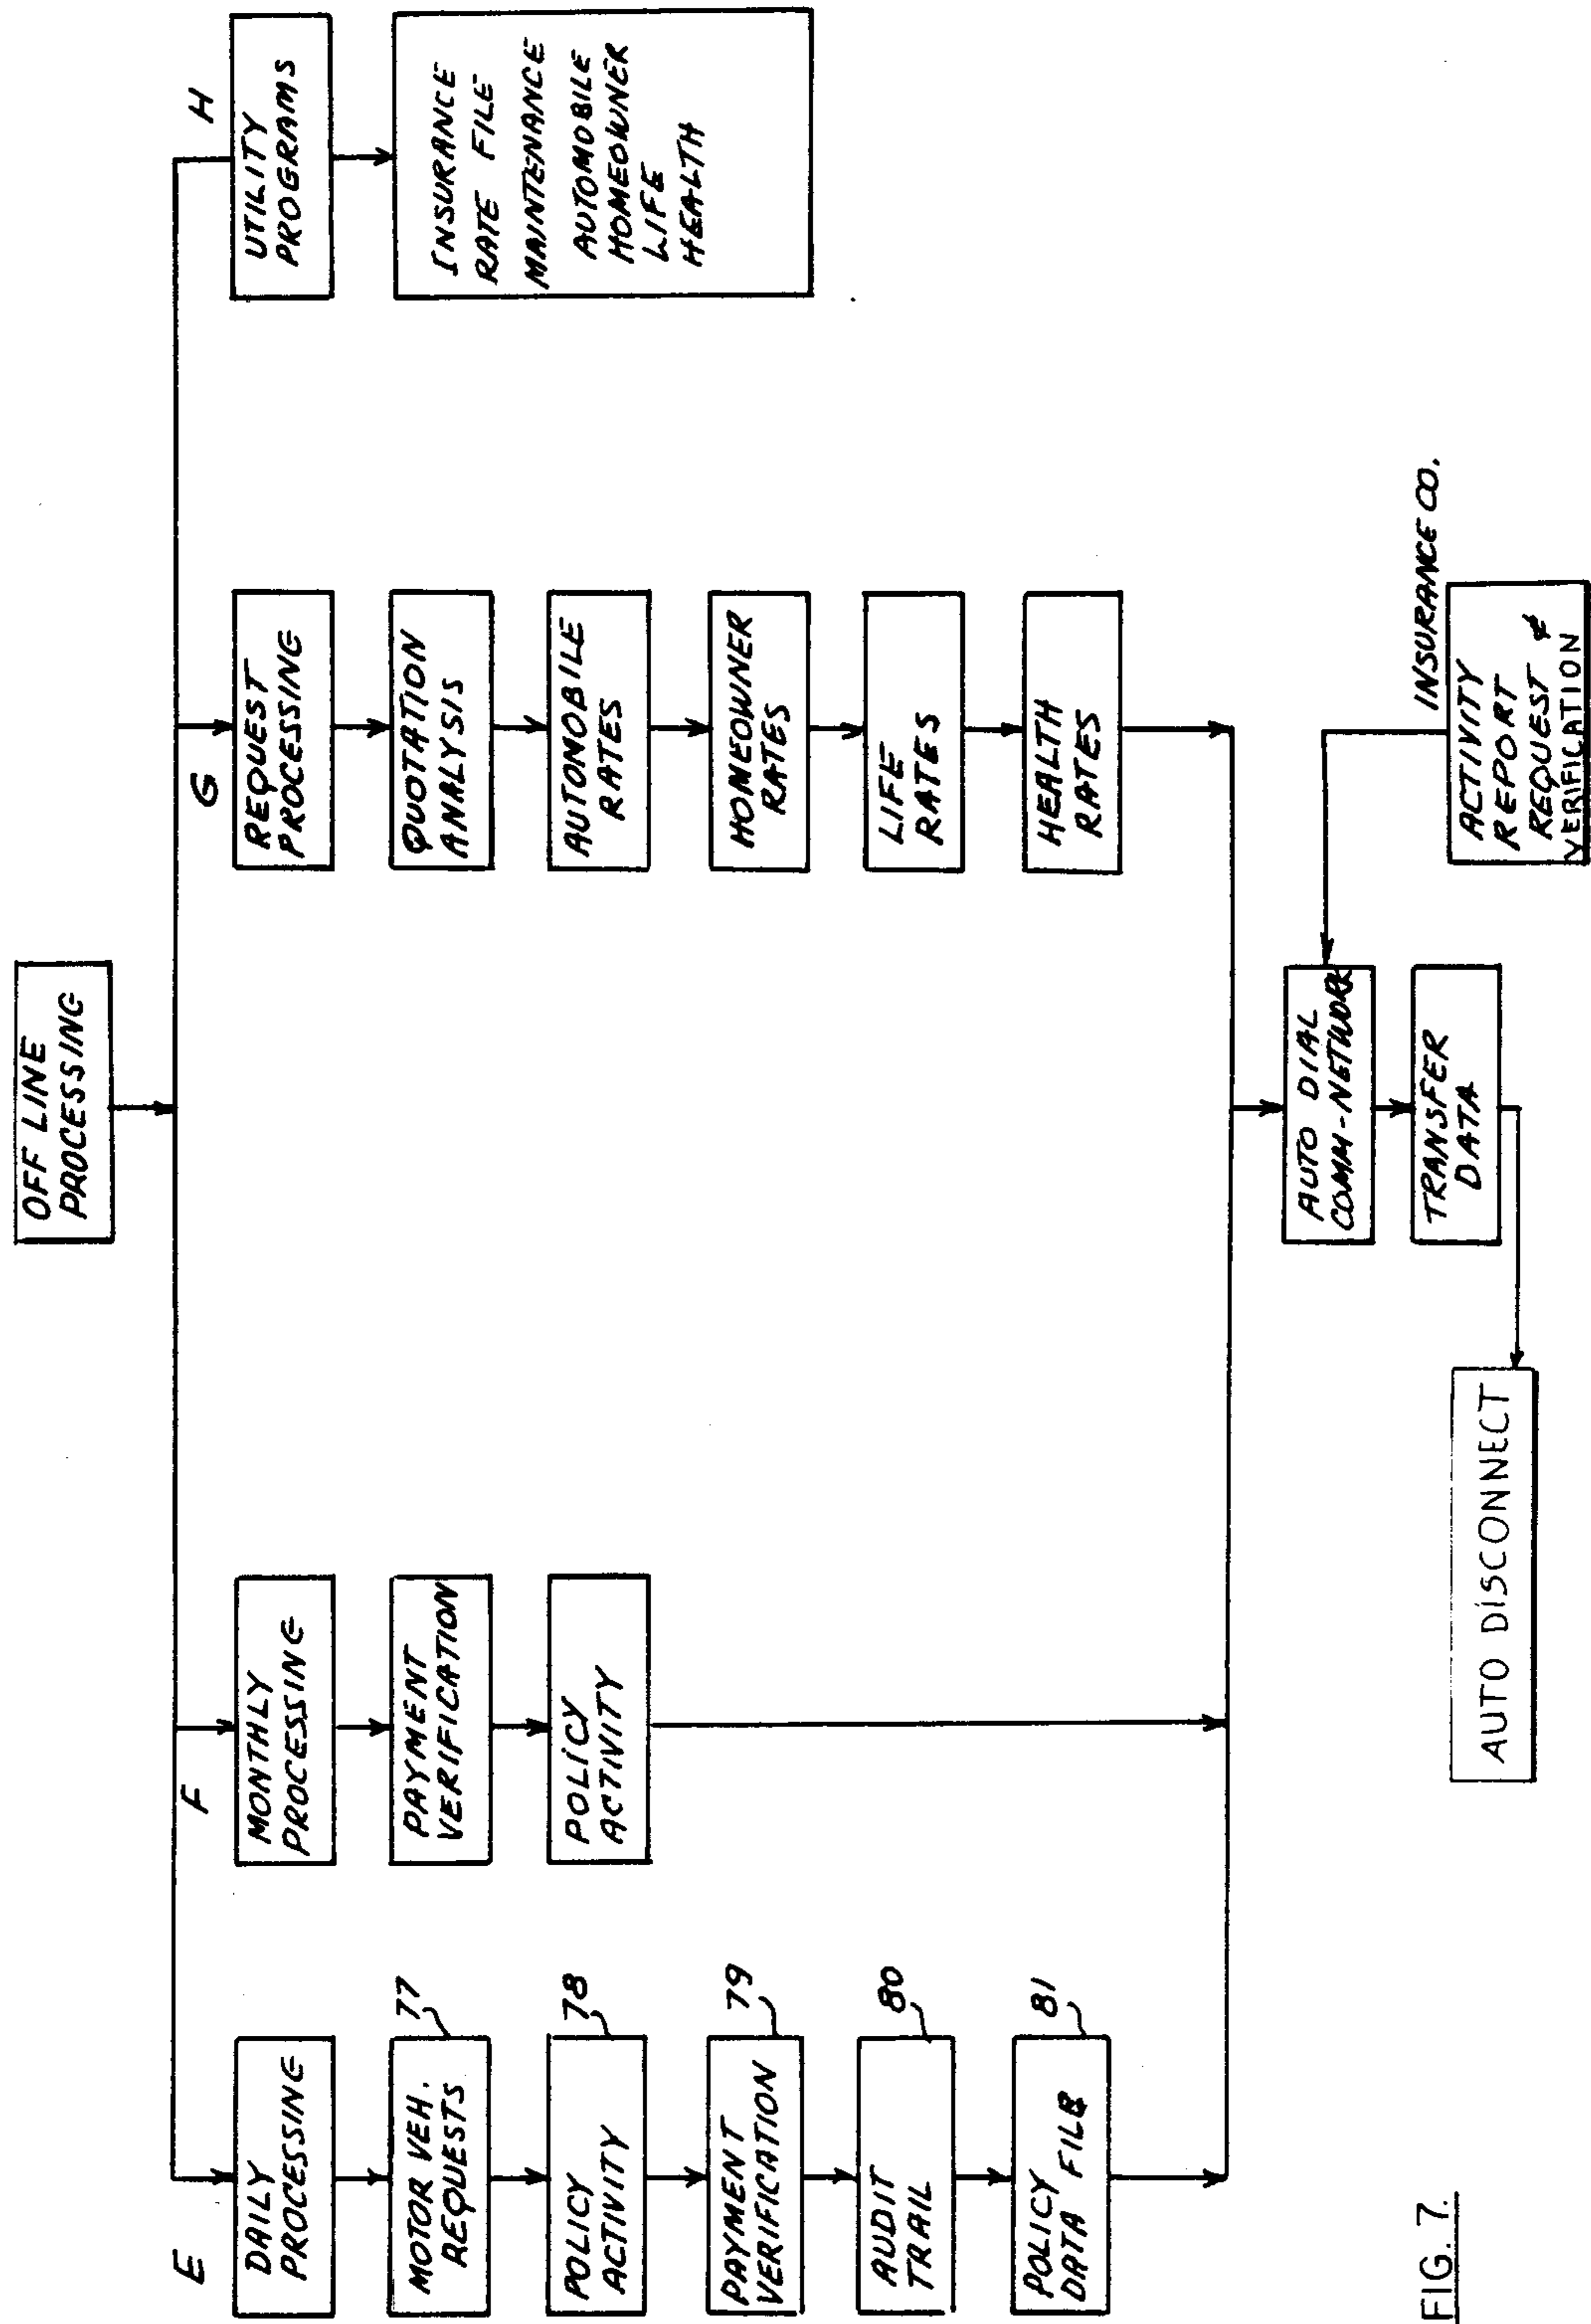 OFF LINE
PROCESSING
E
DAILY
PROCESSING
MOTOR VEH.
REQUESTS
77
POLICY
ACTIVITY
78
PAYMENT
VERIFICATION
79
AUDIT
TRAIL
80
POLICY
DATA FILE
81
F
MONTHLY
PROCESSING
PAYMENT
VERIFICATION
POLICY
ACTIVITY
G
REQUEST
PROCESSING
QUOTATION
ANALYSIS
AUTOMOBILE
RATES
HOMEOWNER
RATES
LIFE
RATES
HEALTH
RATES
H
UTILITY
PROGRAMS
INSURANCE
RATE FILE
MAINTENANCE
AUTOMOBILE
HOMEOWNER
LIFE
HEALTH
AUTO DIAL
COMM-NETWORK
TRANSFER
DATA
AUTO DISCONNECT
INSURANCE CO.
ACTIVITY
REPORT
REQUEST &
VERIFICATION
FIG. 7.